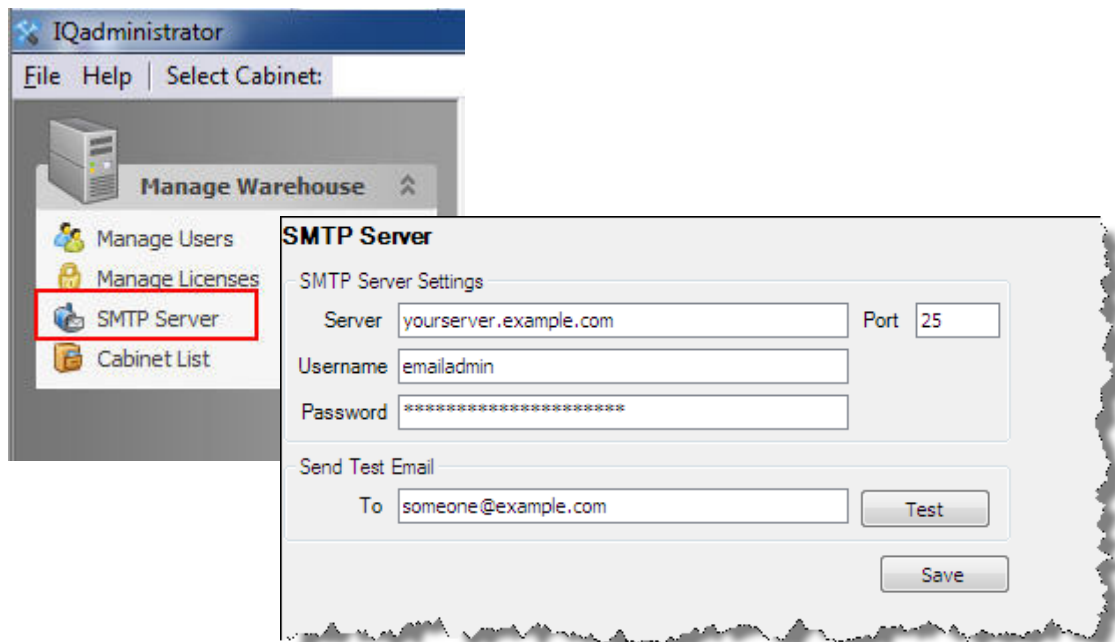 IQadministrator
File Help Select Cabinet:
Manage Warehouse
Manage Users
Manage Licenses
SMTP Server
Cabinet List
SMTP Server
SMTP Server Settings
Server yourserver.example.com Port 25
Username emailadmin
Password *********************
Send Test Email
To someone@example.com Test
Save